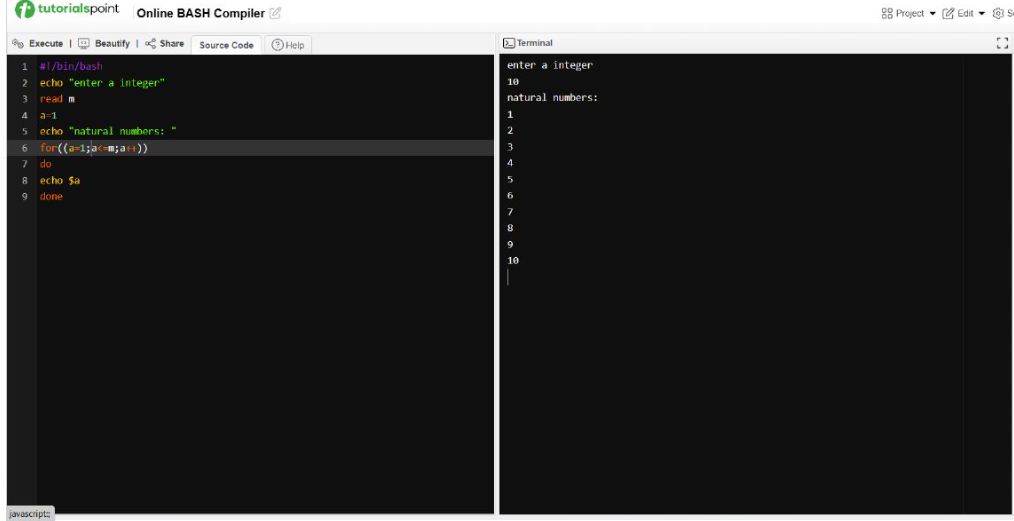 tutorialspoint Online BASH Compiler
Project Edit
Execute | Beautify | Share Source Code Help
1 #!/bin/bash
2 echo "enter a integer"
3 read m
4 a=1
5 echo "natural numbers: "
6 for((a=1;a<=m;a++))
7 do
8 echo $a
9 done
Terminal
enter a integer
10
natural numbers:
1
2
3
4
5
6
7
8
9
10
javascript:;